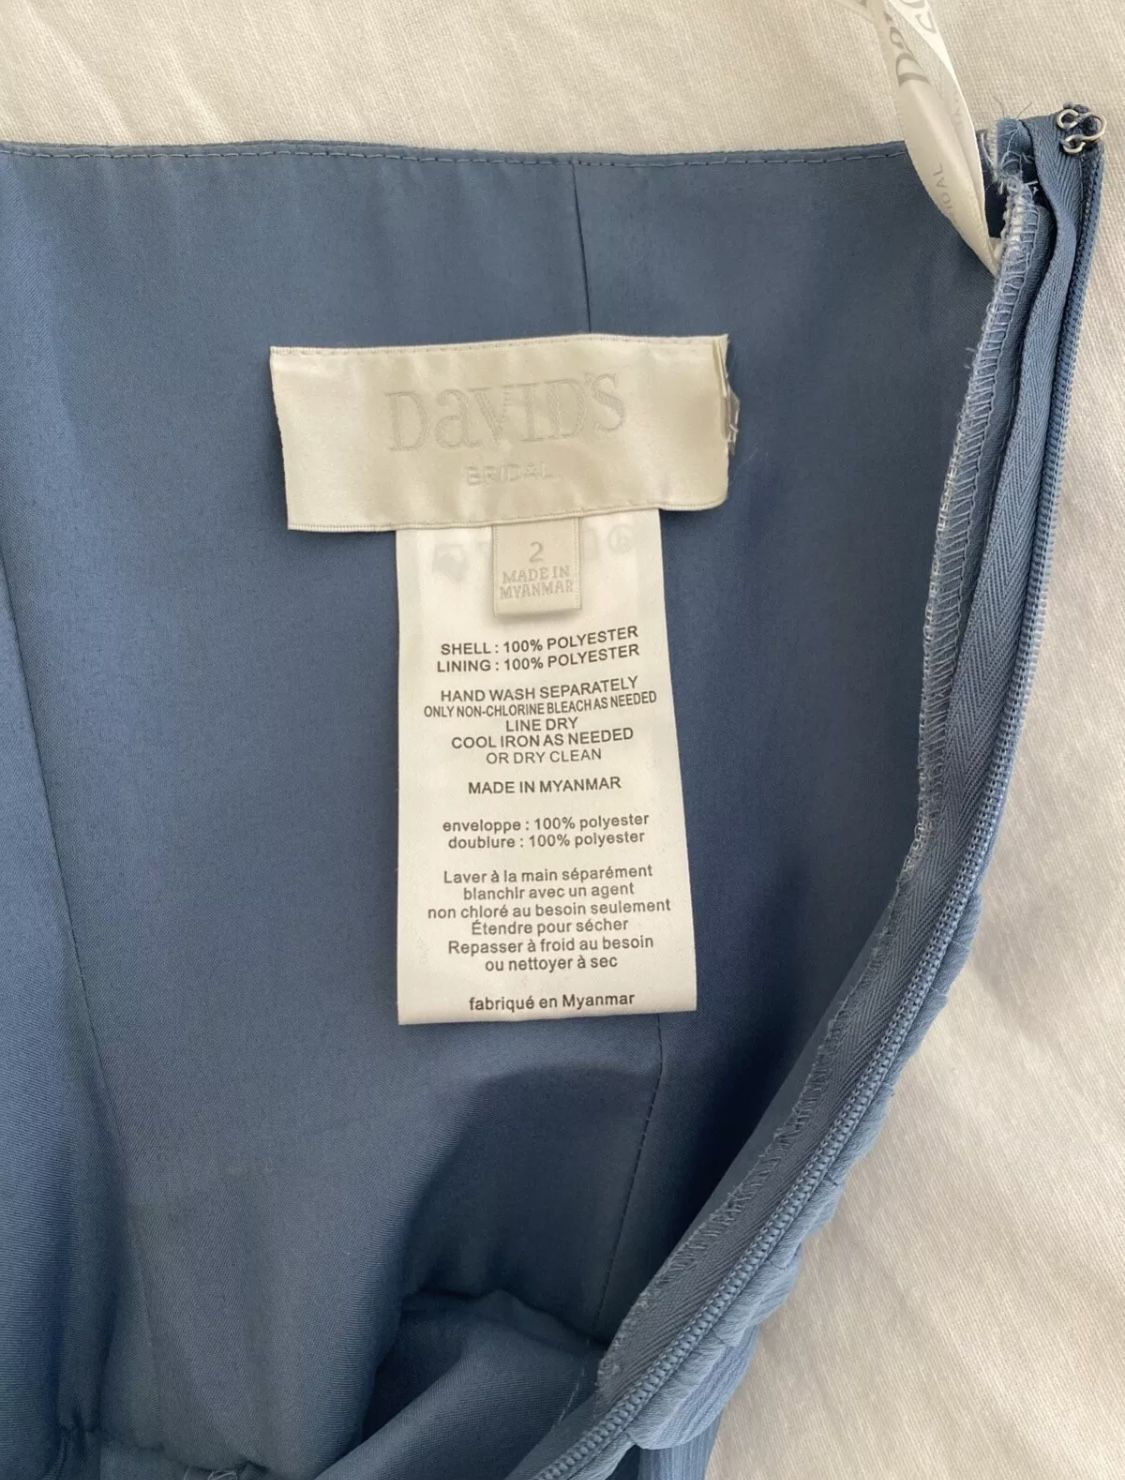 DaVID'S
BRIDAL
2
MADE IN
MYANMAR
SHELL : 100% POLYESTER
LINING : 100% POLYESTER
HAND WASH SEPARATELY
ONLY NON-CHLORINE BLEACH AS NEEDED
LINE DRY
COOL IRON AS NEEDED
OR DRY CLEAN
MADE IN MYANMAR
enveloppe : 100% polyester
doublure : 100% polyester
Laver à la main séparément
blanchir avec un agent
non chloré au besoin seulement
Étendre pour sécher
Repasser à froid au besoin
ou nettoyer à sec
fabriqué en Myanmar